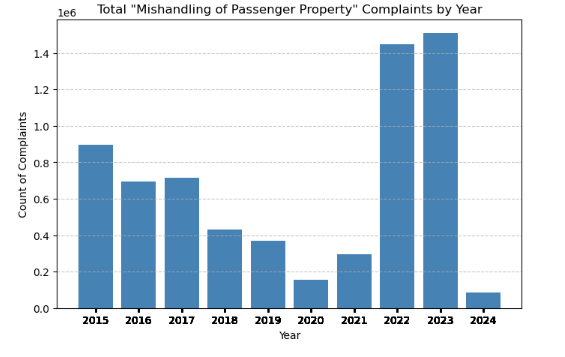 Total "Mishandling of Passenger Property" Complaints by Year
1e6
1.4
1.2
1.0
0.8
0.6
0.4
0.2
0.0
Count of Complaints
2015 2016 2017 2018 2019 2020 2021 2022 2023 2024
Year